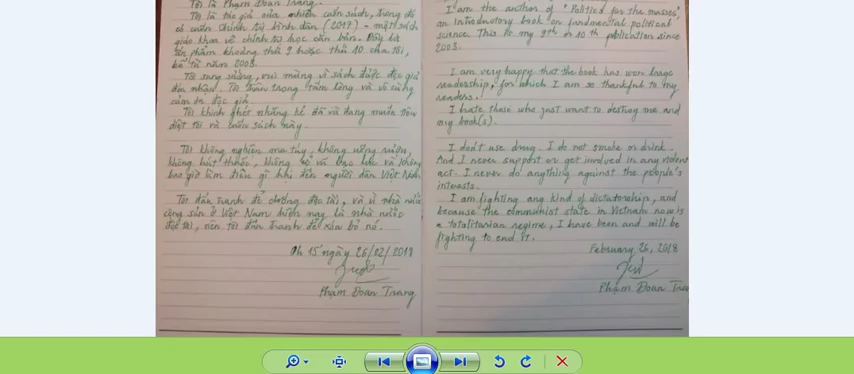 Tôi là Phạm Đoan Trang.
Tôi là tác giả của nhiều cuốn sách, trong đó
có cuốn Chính trị bình dân (2017) - một sách
giáo khoa về chính trị học căn bản. Đây là
tác phẩm khoảng thứ 9 hoặc thứ 10 của tôi,
kể từ năm 2008.
Tôi sung sướng, vui mừng vì sách được độc giả
đón nhận. Tôi trân trọng tấm lòng và vô cùng
cảm ơn độc giả.
Tôi khinh ghét những kẻ đã và đang muốn tiêu
diệt tôi và cuốn sách này.
Tôi không nghiện ma túy, không uống rượu,
không hút thuốc, không cổ vũ bạo lực và không
bao giờ làm điều gì hại đến người dân Việt Nam
Tôi đấu tranh để chống độc tài, và vì nhà nước
cộng sản ở Việt Nam hiện nay là nhà nước
độc tài, nên tôi đấu tranh để xóa bỏ nó.
0h 15 ngày 26/02/2018
Phạm Đoan Trang
I am the author of "Politics for the masses",
an introductory book on fundamental political
science. This is my 9th or 10th publication since
2008.
I am very happy that the book has won large
readership, for which I am so thankful to my
readers.
I hate those who just want to destroy me and
my book(s).
I don't use drug. I do not smoke or drink.
And I never support or get involved in any violent
act. I never do anything against the people's
interests.
I am fighting any kind of dictatorship, and
because the communist state in Vietnam now is
a totalitarian regime, I have been and will be
fighting to end it.
February 26, 2018
Phạm Đoan Tra